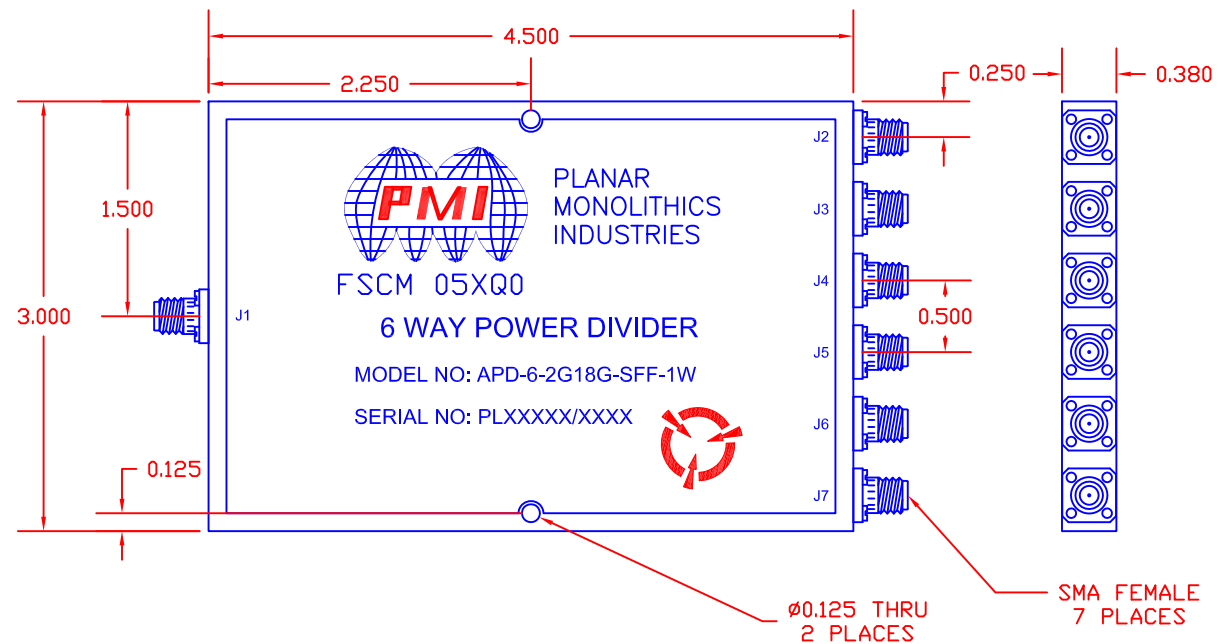 4.500
2.250
0.250
0.380
J2
PLANAR
MONOLITHICS
INDUSTRIES
PMI
1.500
J3
FSCM 05XQ0
J4
3.000
J1
6 WAY POWER DIVIDER
0.500
J5
MODEL NO: APD-6-2G18G-SFF-1W
SERIAL NO: PLXXXXX/XXXX
J6
0.125
J7
SMA FEMALE
7 PLACES
Ø0.125 THRU
2 PLACES